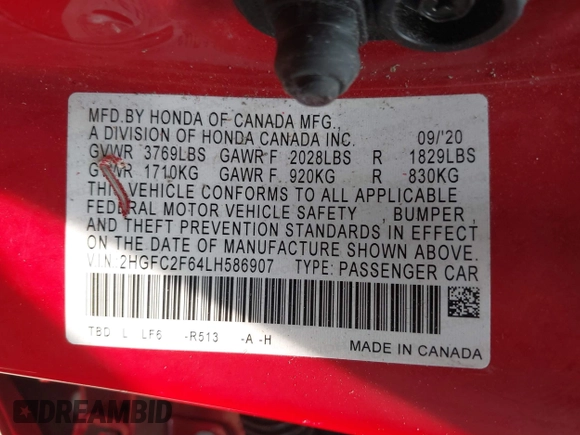 MFD.BY HONDA OF CANADA MFG.,
A DIVISION OF HONDA CANADA INC. 09/'20
GVWR 3769LBS GAWR F 2028LBS R 1829LBS
GVWR 1710KG GAWR F. 920KG R 830KG
THIS VEHICLE CONFORMS TO ALL APPLICABLE
FEDERAL MOTOR VEHICLE SAFETY , BUMPER ,
AND THEFT PREVENTION STANDARDS IN EFFECT
ON THE DATE OF MANUFACTURE SHOWN ABOVE.
VIN:2HGFC2F64LH586907 TYPE: PASSENGER CAR
TBD L LF6 -R513 -A -H
MADE IN CANADA
DREAMBID